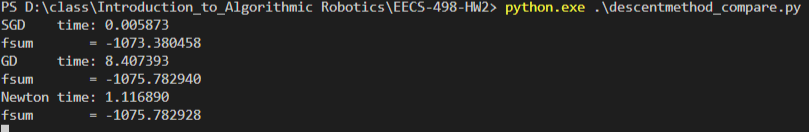 PS D:\class\Introduction_to_Algorithmic Robotics\EECS-498-HW2> python.exe .\descentmethod_compare.py
SGD    time: 0.005873
fsum       = -1073.380458
GD     time: 8.407393
fsum       = -1075.782940
Newton time: 1.116890
fsum       = -1075.782928